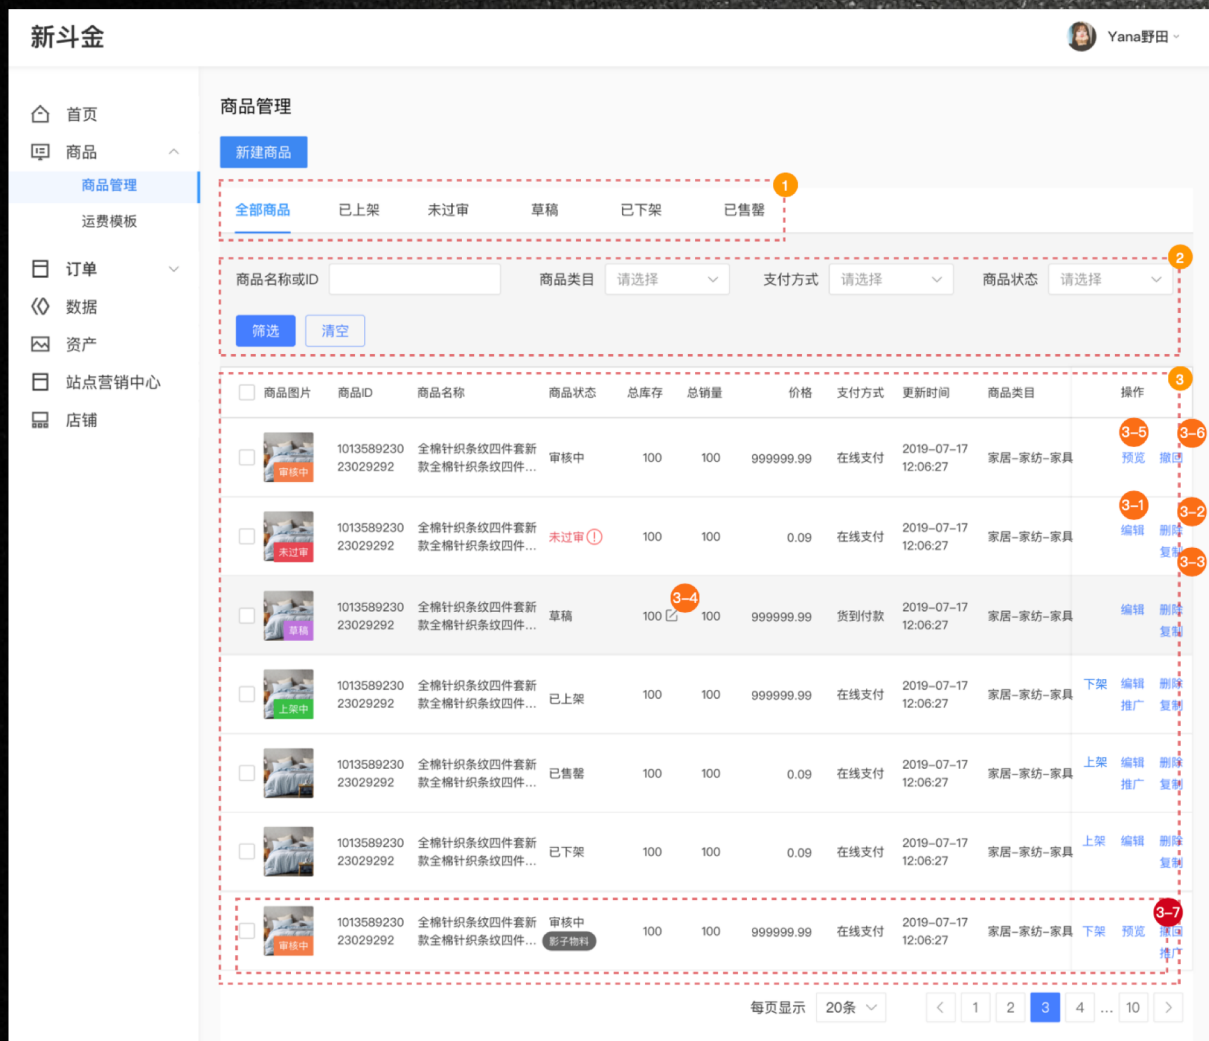 新斗金
Yana野田
首页
商品
商品管理
运费模板
订单
数据
资产
站点营销中心
店铺
商品管理
新建商品
1
全部商品 已上架 未过审 草稿 已下架 已售罄
2
商品名称或ID 商品类目 请选择 支付方式 请选择 商品状态 请选择
筛选 清空
3
商品图片 商品ID 商品名称 商品状态 总库存 总销量 价格 支付方式 更新时间 商品类目 操作
3-5 3-6
审核中
1013589230
23029292
全棉针织条纹四件套新
款全棉针织条纹四件...
审核中 100 100 999999.99 在线支付
2019-07-17
12:06:27
家居-家纺-家具
预览 撤回
3-1 3-2
未过审
1013589230
23029292
全棉针织条纹四件套新
款全棉针织条纹四件...
未过审 100 100 0.09 在线支付
2019-07-17
12:06:27
家居-家纺-家具
编辑 删除
复制
3-3
3-4
草稿
1013589230
23029292
全棉针织条纹四件套新
款全棉针织条纹四件...
草稿 100 100 999999.99 货到付款
2019-07-17
12:06:27
家居-家纺-家具
编辑 删除
复制
上架中
1013589230
23029292
全棉针织条纹四件套新
款全棉针织条纹四件...
已上架 100 100 999999.99 在线支付
2019-07-17
12:06:27
家居-家纺-家具
下架 编辑 删除
推广 复制
1013589230
23029292
全棉针织条纹四件套新
款全棉针织条纹四件...
已售罄 100 100 0.09 在线支付
2019-07-17
12:06:27
家居-家纺-家具
上架 编辑 删除
推广 复制
1013589230
23029292
全棉针织条纹四件套新
款全棉针织条纹四件...
已下架 100 100 0.09 在线支付
2019-07-17
12:06:27
家居-家纺-家具
上架 编辑 删除
复制
3-7
审核中
1013589230
23029292
全棉针织条纹四件套新
款全棉针织条纹四件...
审核中
影子物料
100 100 999999.99 在线支付
2019-07-17
12:06:27
家居-家纺-家具
下架 预览 撤回
推广
每页显示 20条 < 1 2 3 4 ... 10 >